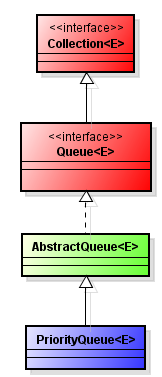 <<interface>>
Collection<E>
<<interface>>
Queue<E>
AbstractQueue<E>
PriorityQueue<E>